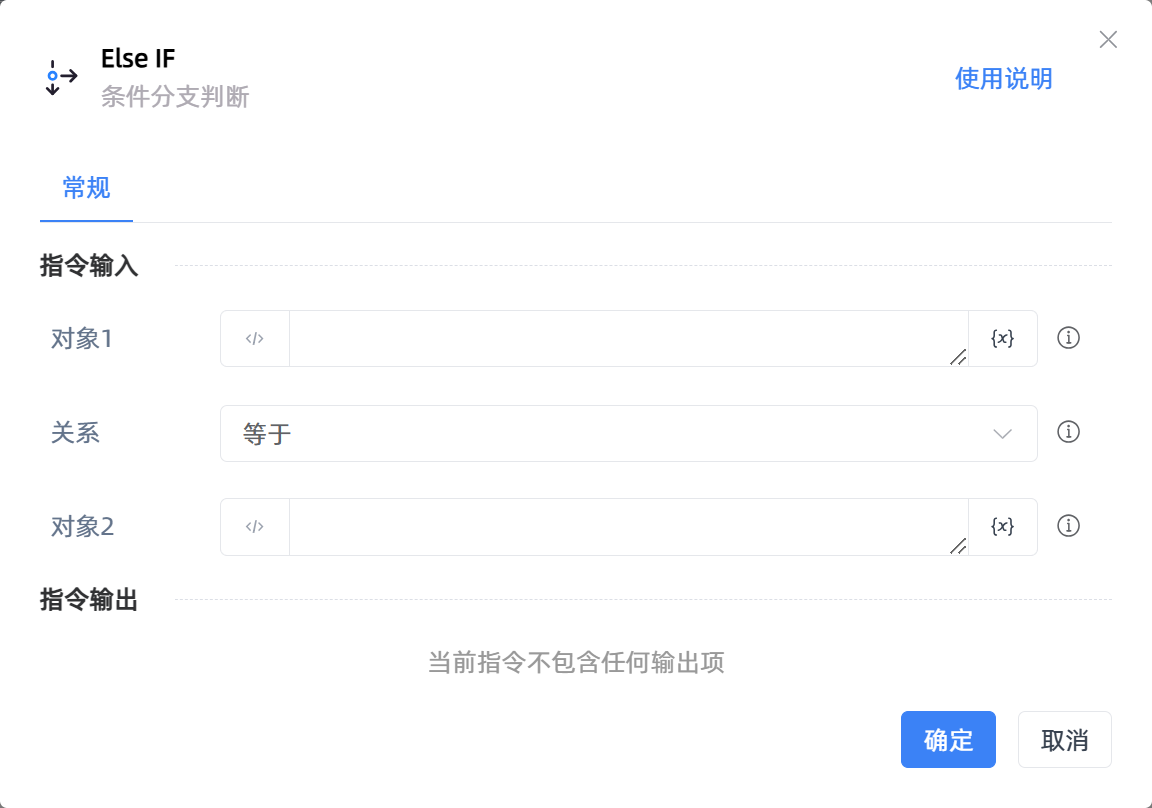 Else IF
条件分支判断
使用说明
常规
指令输入
对象1
</>
{x}
关系
等于
对象2
</>
{x}
指令输出
当前指令不包含任何输出项
确定
取消